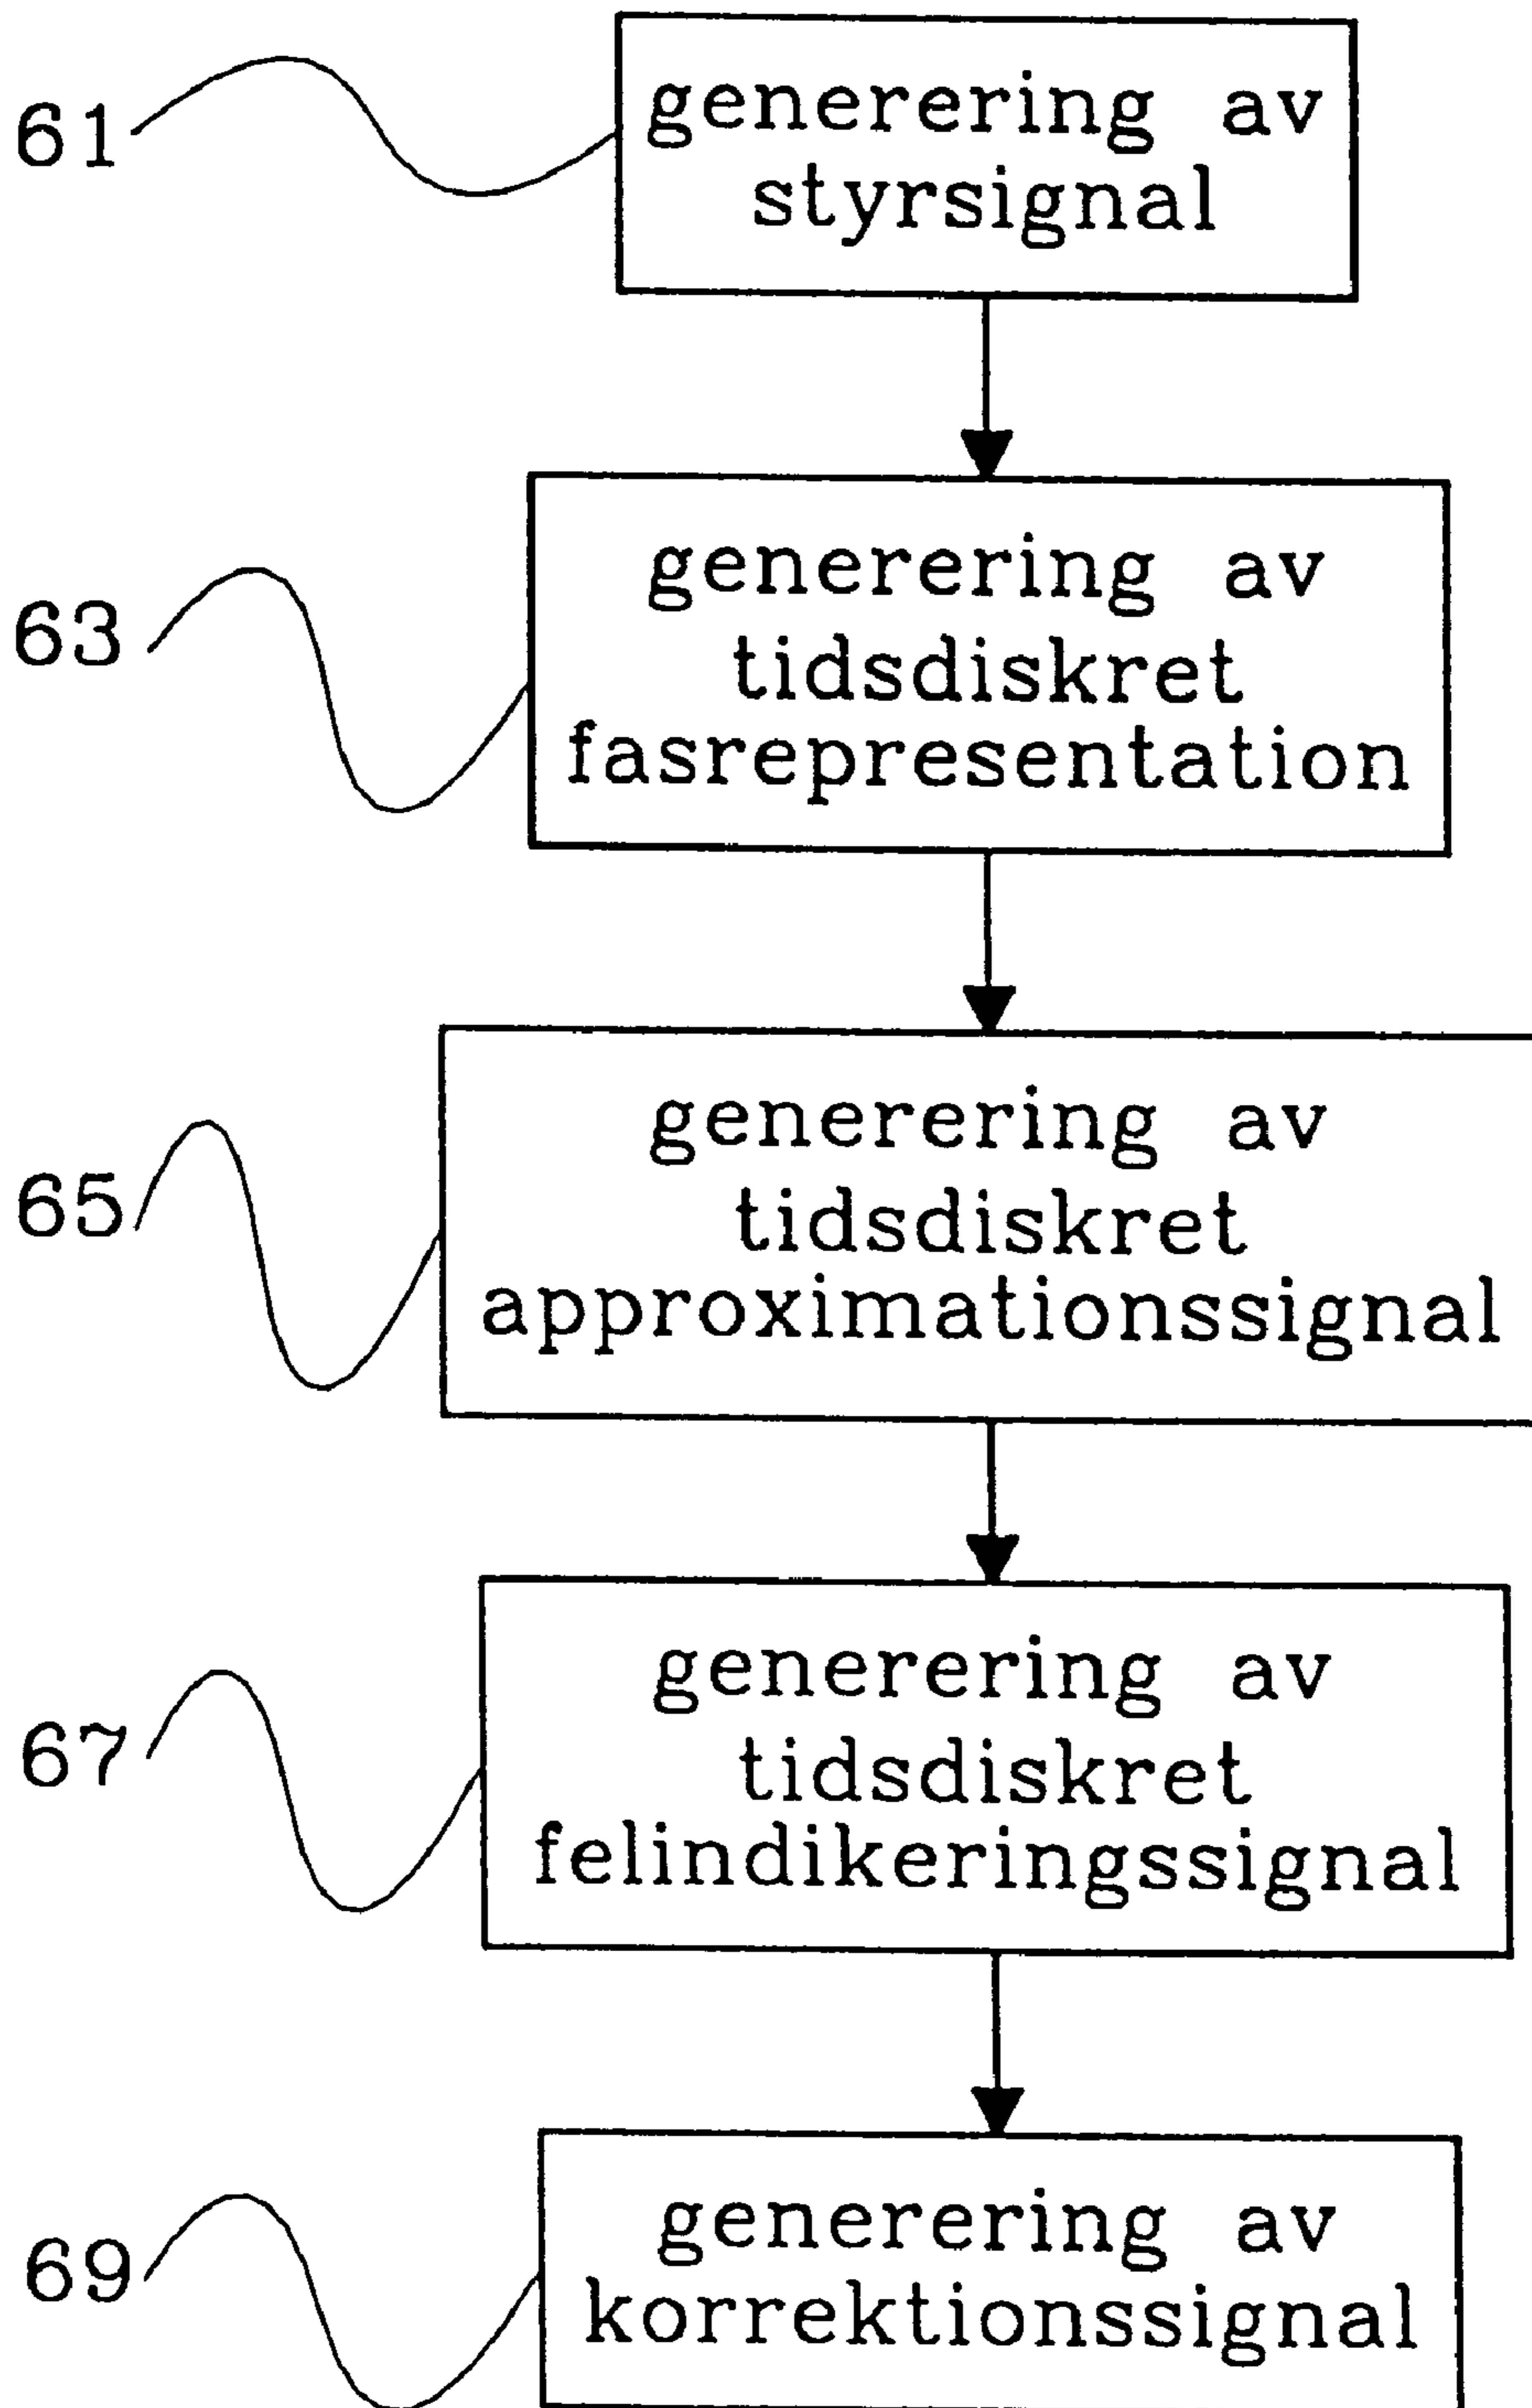 61
generering av
styrsignal
63
generering av
tidsdiskret
fasrepresentation
65
generering av
tidsdiskret
approximationssignal
67
generering av
tidsdiskret
felindikeringssignal
69
generering av
korrektionssignal